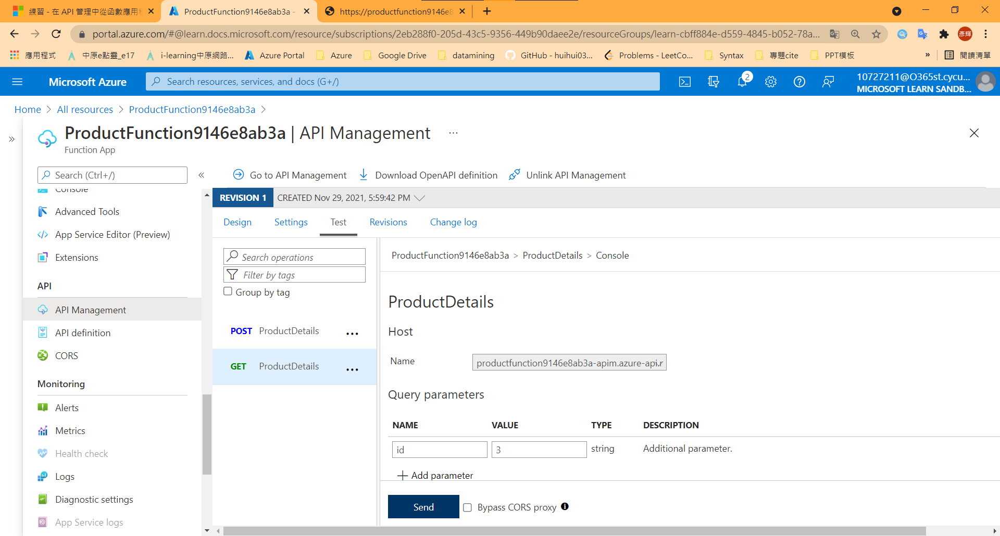 練習 - 在 API 管理中從函數應用程
ProductFunction9146e8ab3a -
https://productfunction9146e8
portal.azure.com/#@learn.docs.microsoft.com/resource/subscriptions/2eb288f0-205d-43c5-9356-449b90daee2e/resourceGroups/learn-cbff884e-d559-4845-b052-78a...
彥輝
應用程式
中原e點靈_e17
i-learning中原網路...
Azure Portal
Azure
Google Drive
datamining
GitHub - huihui03...
Problems - LeetCo...
Syntax
專題cite
PPT模板
»
閱讀清單
Microsoft Azure
Search resources, services, and docs (G+/)
2
10727211@O365st.cycu...
MICROSOFT LEARN SANDB...
Home > All resources > ProductFunction9146e8ab3a >
ProductFunction9146e8ab3a | API Management ...
Function App
Search (Ctrl+/)
«
Go to API Management
Download OpenAPI definition
Unlink API Management
Console
Advanced Tools
App Service Editor (Preview)
Extensions
API
API Management
API definition
CORS
Monitoring
Alerts
Metrics
Health check
Logs
Diagnostic settings
App Service logs
REVISION 1
CREATED Nov 29, 2021, 5:59:42 PM
Design
Settings
Test
Revisions
Change log
Search operations
Filter by tags
Group by tag
POST ProductDetails ...
GET ProductDetails ...
ProductFunction9146e8ab3a > ProductDetails > Console
ProductDetails
Host
Name
productfunction9146e8ab3a-apim.azure-api.r
Query parameters
NAME VALUE TYPE DESCRIPTION
id 3 string Additional parameter.
+ Add parameter
Send
Bypass CORS proxy